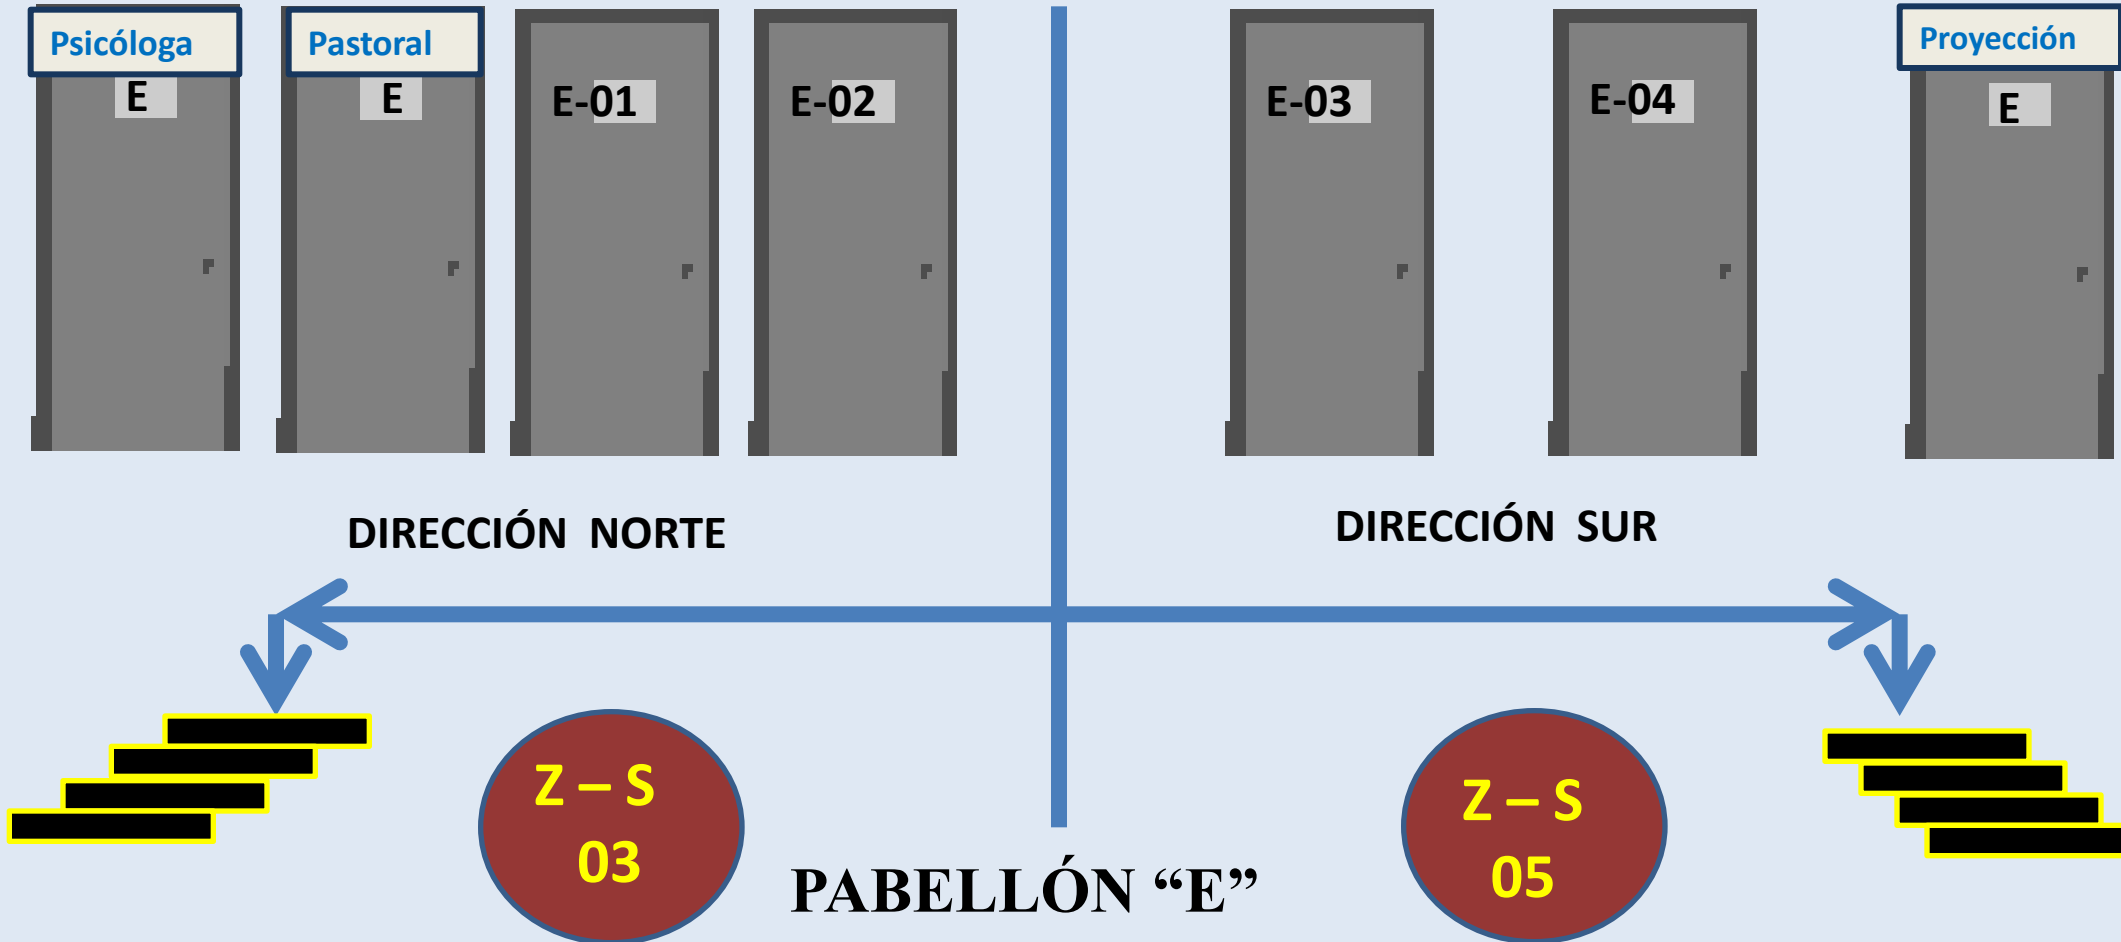 Psicóloga
Pastoral
Proyección
E
E
E-01
E-02
E-03
E-04
E
DIRECCIÓN NORTE
DIRECCIÓN SUR
Z – S
03
Z – S
05
PABELLÓN “E”